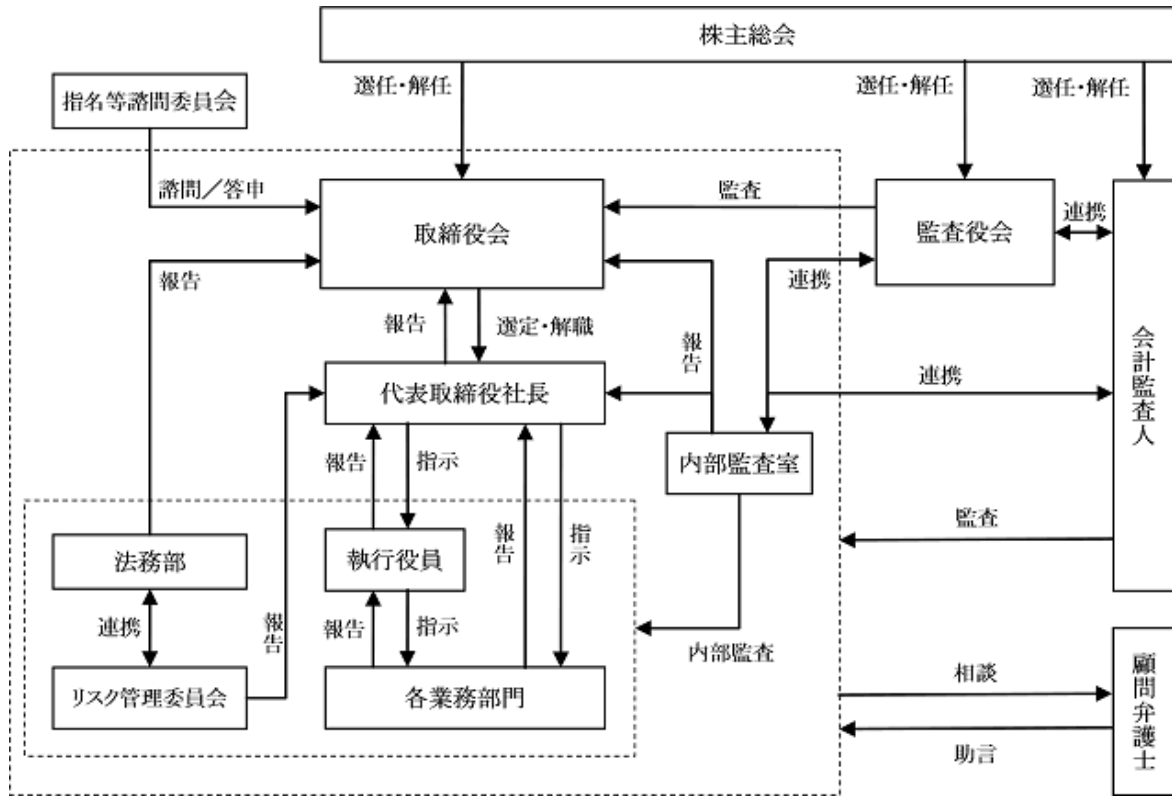 株主総会
選任・解任
選任・解任
選任・解任
指名等諮問委員会
諮問／答申
監査
取締役会
監査役会
連携
報告
連携
報告
選定・解職
報告
会計監査人
代表取締役社長
連携
内部監査室
報告
指示
報告
指示
監査
法務部
執行役員
連携
報告
報告
指示
内部監査
リスク管理委員会
各業務部門
相談
助言
顧問弁護士